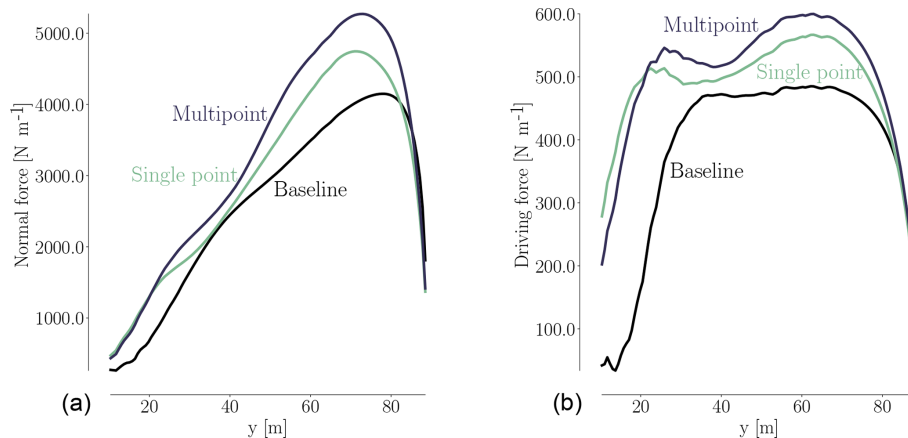 5000.0
4000.0
3000.0
2000.0
1000.0
Normal force [N m⁻¹]
Multipoint
Single point
Baseline
20 40 60 80
y [m]
(a)
600.0
500.0
400.0
300.0
200.0
100.0
Driving force [N m⁻¹]
Multipoint
Single point
Baseline
20 40 60 80
y [m]
(b)